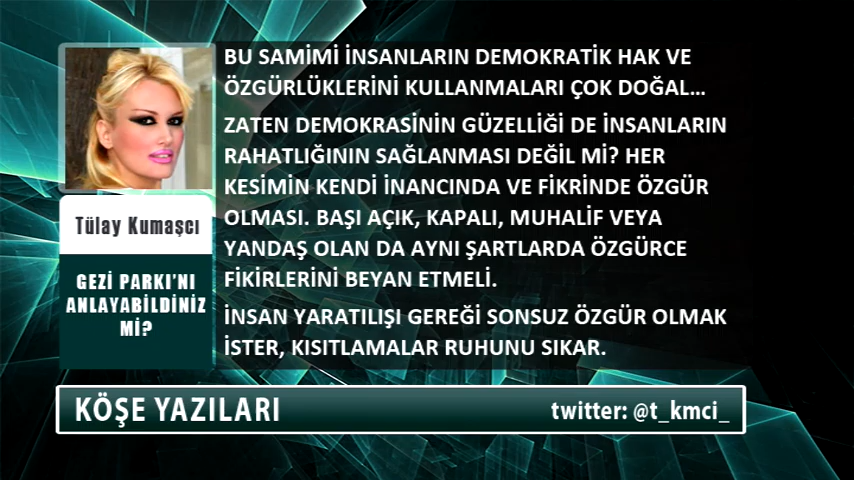 BU SAMİMİ İNSANLARIN DEMOKRATİK HAK VE
ÖZGÜRLÜKLERİNİ KULLANMALARI ÇOK DOĞAL...
ZATEN DEMOKRASİNİN GÜZELLİĞİ DE İNSANLARIN
RAHATLIĞININ SAĞLANMASI DEĞİL Mİ? HER
KESİMİN KENDİ İNANCINDA VE FİKRİNDE ÖZGÜR
OLMASI. BAŞI AÇIK, KAPALI, MUHALİF VEYA
YANDAŞ OLAN DA AYNI ŞARTLARDA ÖZGÜRCE
FİKİRLERİNİ BEYAN ETMELİ.
İNSAN YARATILIŞI GEREĞİ SONSUZ ÖZGÜR OLMAK
İSTER, KISITLAMALAR RUHUNU SIKAR.
Tülay Kumaşcı
GEZİ PARKI'NI
ANLAYABİLDİNİZ
Mİ?
KÖŞE YAZILARI
twitter: @t_kmci_